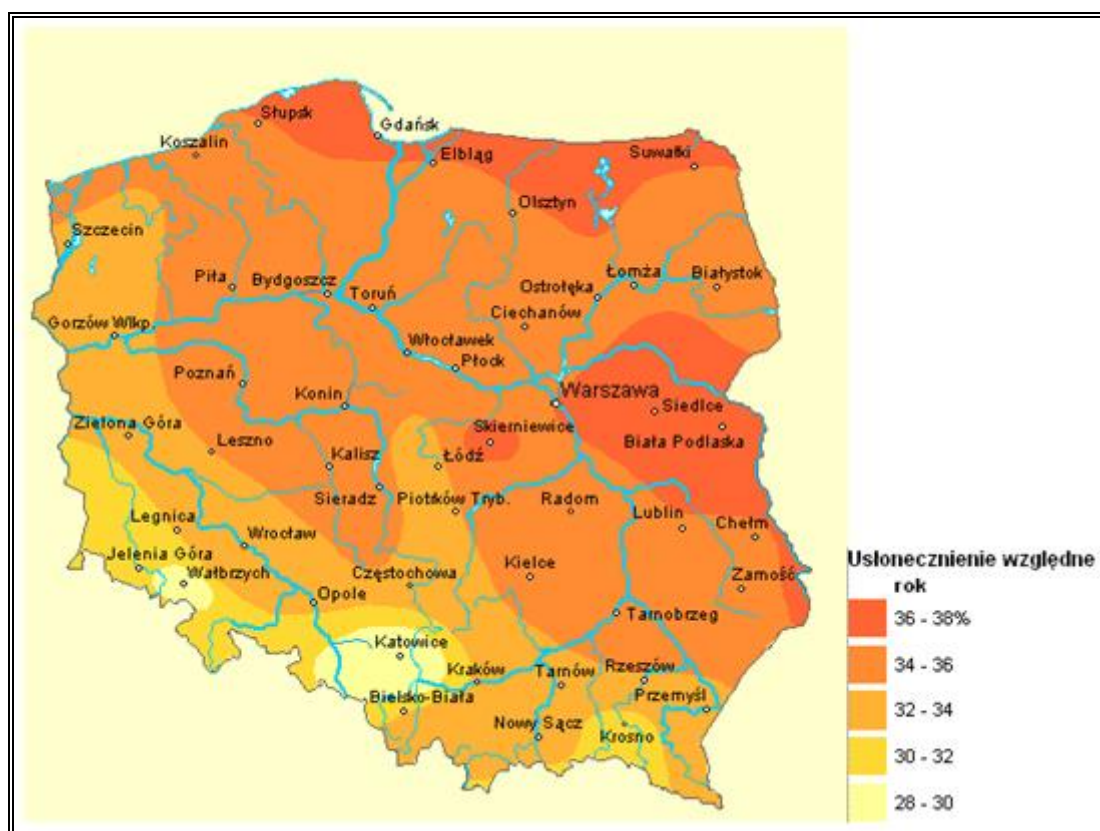 Słupsk
Gdańsk
Koszalin
Elbląg
Suwałki
Olsztyn
Szczecin
Piła
Bydgoszcz
Toruń
Ostrołęka
Łomża
Białystok
Ciechanów
Gorzów Wlkp.
Włocławek
Płock
Poznań
Konin
Warszawa
Siedlce
Zielona Góra
Leszno
Skierniewice
Biała Podlaska
Kalisz
Łódź
Sieradz
Piotrków Tryb.
Radom
Lublin
Chełm
Legnica
Wrocław
Jelenia Góra
Wałbrzych
Częstochowa
Kielce
Zamość
Opole
Tarnobrzeg
Katowice
Kraków
Tarnów
Rzeszów
Przemyśl
Bielsko-Biała
Nowy Sącz
Krosno
Usłonecznienie względne
rok
36 - 38%
34 - 36
32 - 34
30 - 32
28 - 30